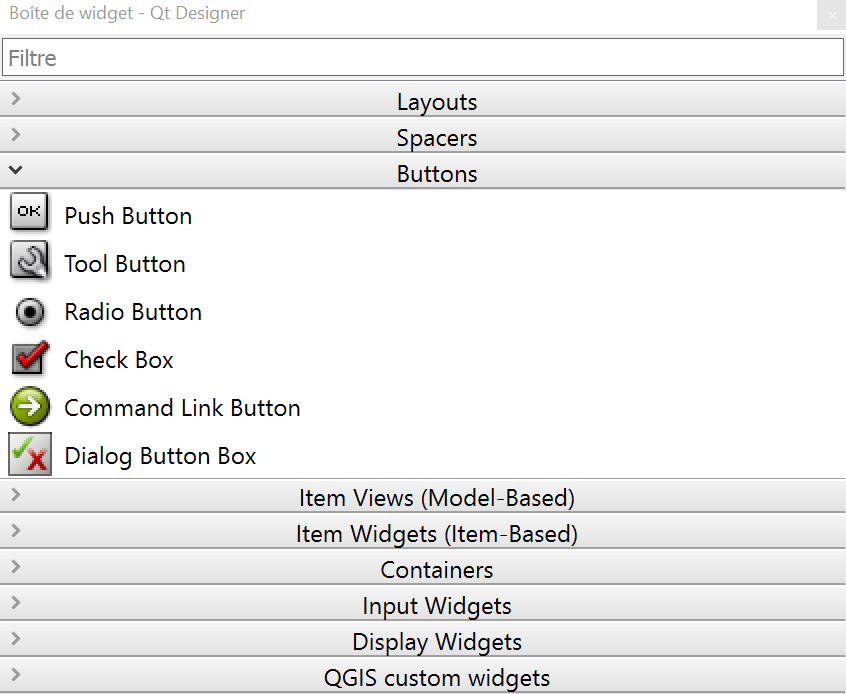 Boîte de widget - Qt Designer
Filtre
Layouts
Spacers
Buttons
OK Push Button
Tool Button
Radio Button
Check Box
Command Link Button
Dialog Button Box
Item Views (Model-Based)
Item Widgets (Item-Based)
Containers
Input Widgets
Display Widgets
QGIS custom widgets